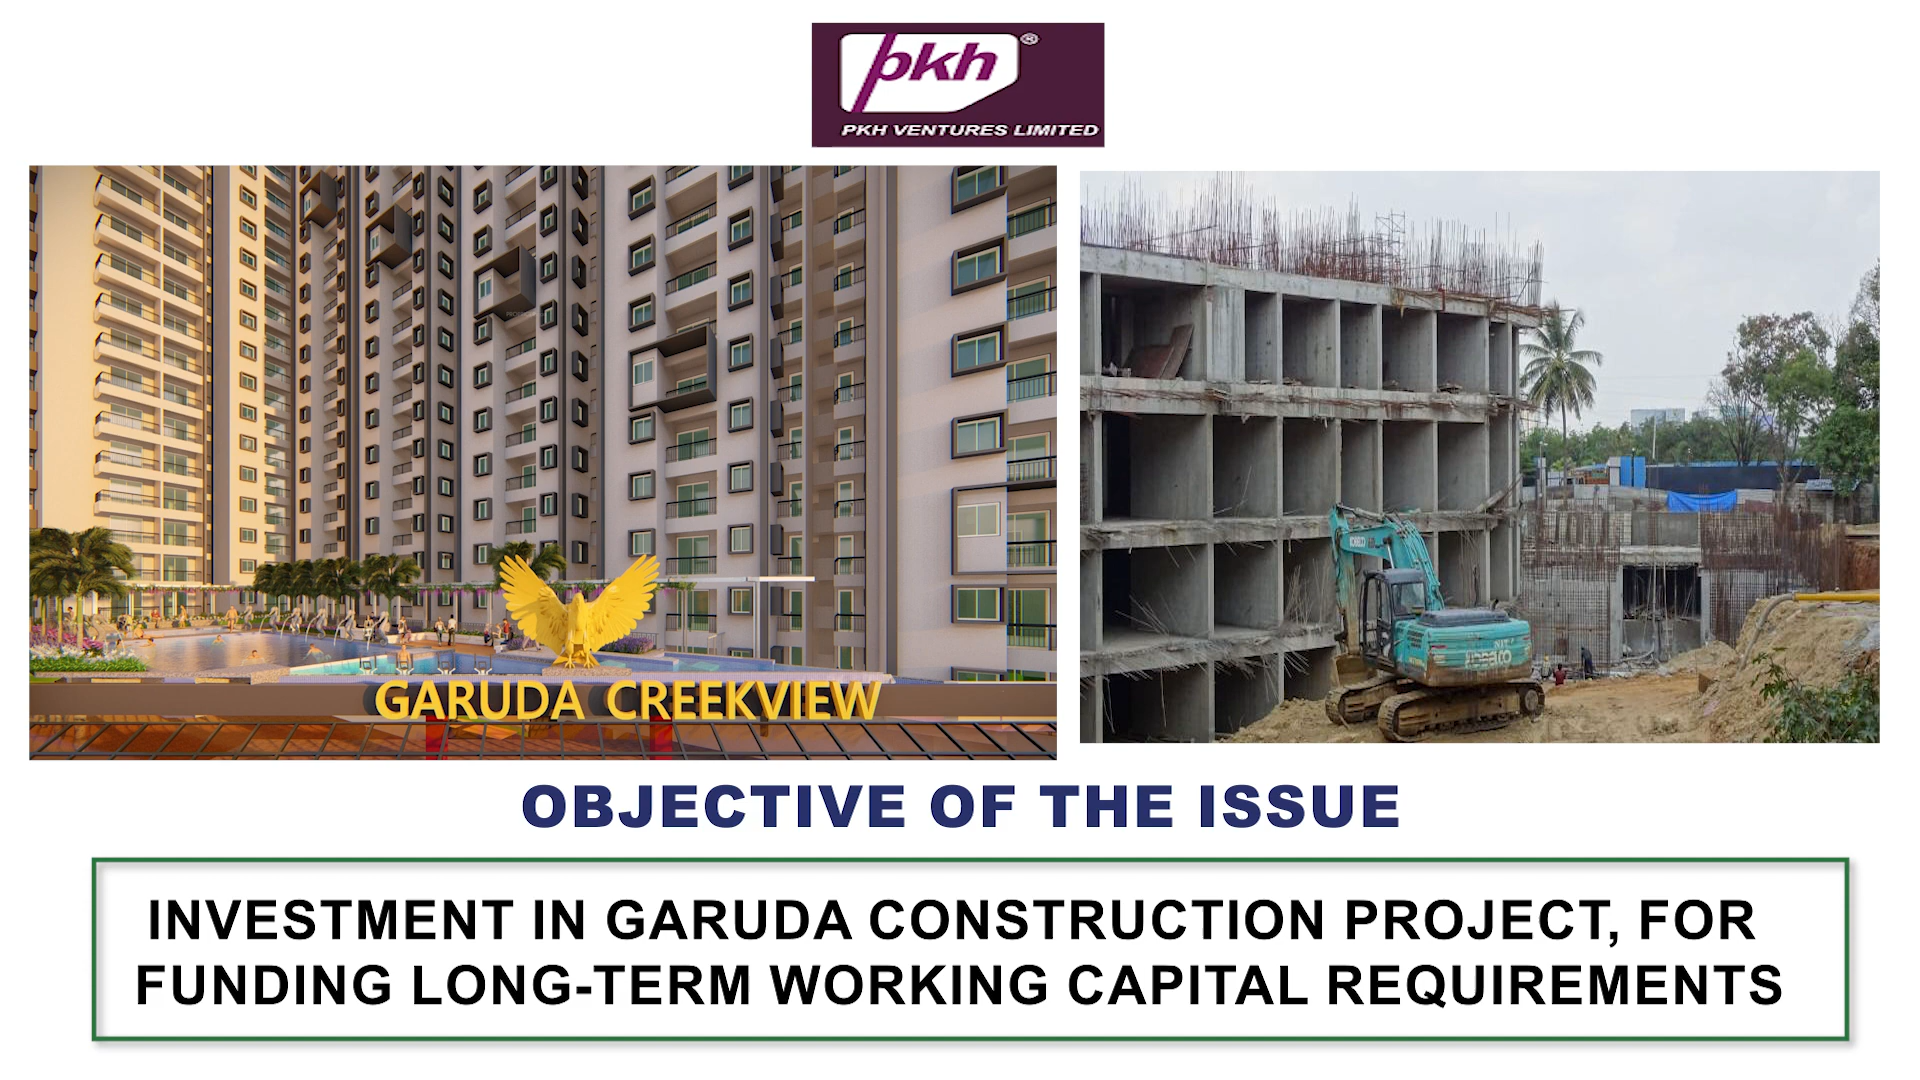 pkh®
PKH VENTURES LIMITED
GARUDA CREEKVIEW
KOBELCO
OBJECTIVE OF THE ISSUE
INVESTMENT IN GARUDA CONSTRUCTION PROJECT, FOR
FUNDING LONG-TERM WORKING CAPITAL REQUIREMENTS